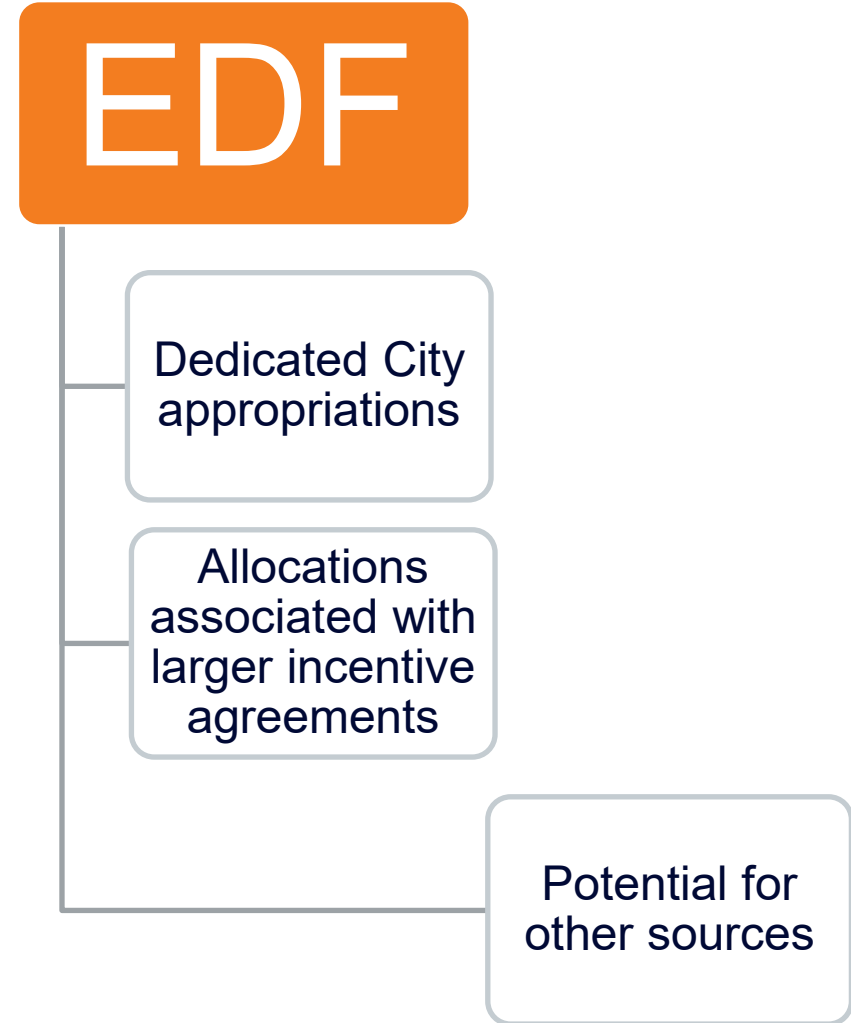 EDF
Dedicated City
appropriations
Allocations
associated with
larger incentive
agreements
Potential for
other sources